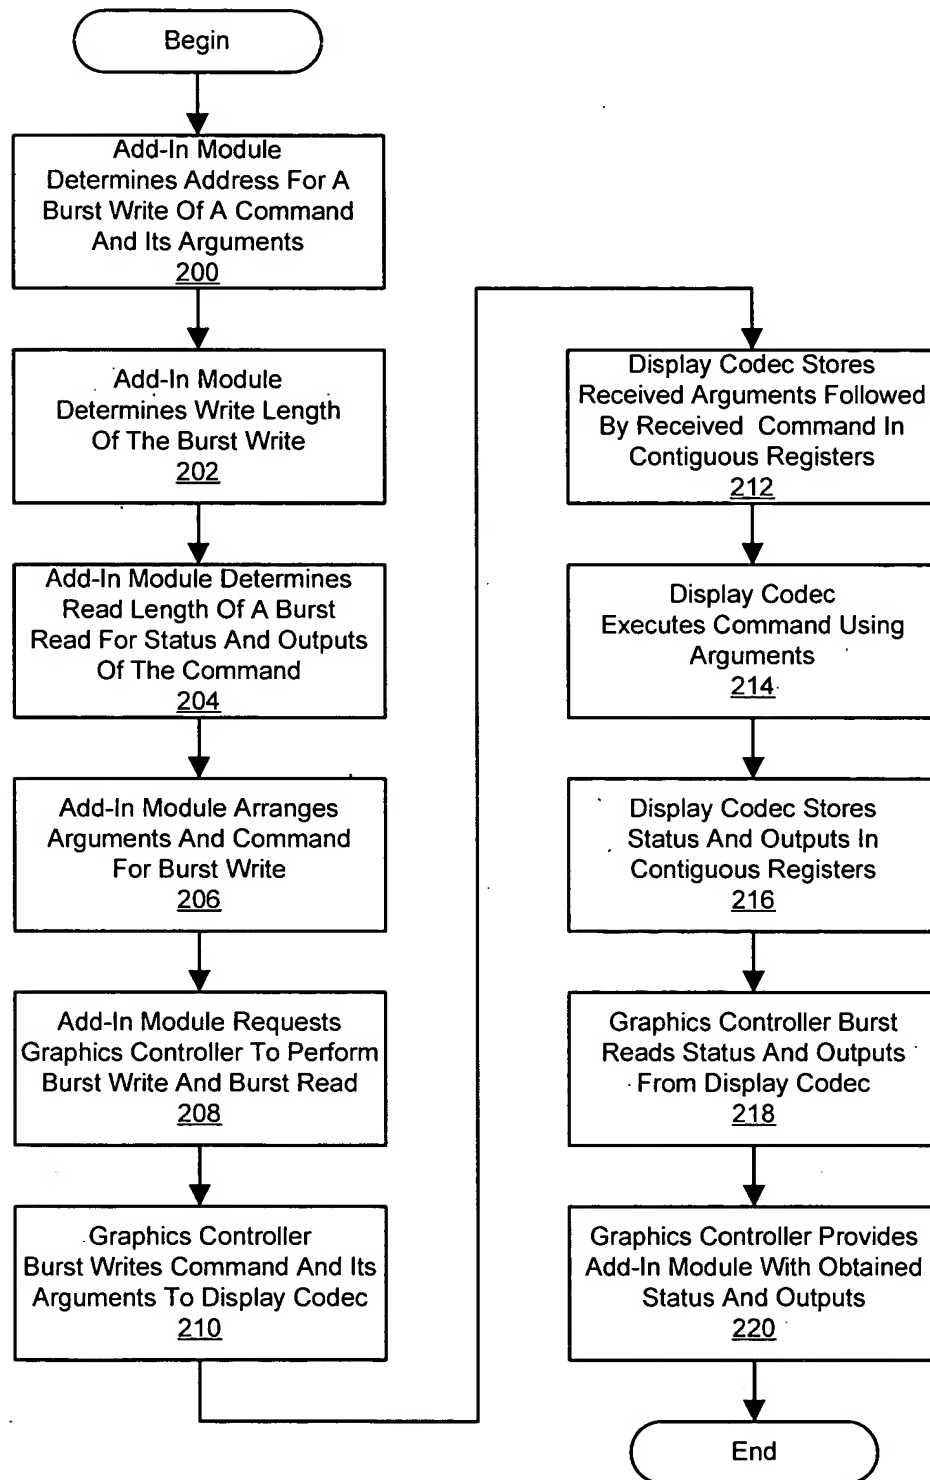 Begin
Add-In Module
Determines Address For A
Burst Write Of A Command
And Its Arguments
200
Add-In Module
Determines Write Length
Of The Burst Write
202
Add-In Module Determines
Read Length Of A Burst
Read For Status And Outputs
Of The Command
204
Add-In Module Arranges
Arguments And Command
For Burst Write
206
Add-In Module Requests
Graphics Controller To Perform
Burst Write And Burst Read
208
Graphics Controller
Burst Writes Command And Its
Arguments To Display Codec
210
Display Codec Stores
Received Arguments Followed
By Received Command In
Contiguous Registers
212
Display Codec
Executes Command Using
Arguments
214
Display Codec Stores
Status And Outputs In
Contiguous Registers
216
Graphics Controller Burst
Reads Status And Outputs
From Display Codec
218
Graphics Controller Provides
Add-In Module With Obtained
Status And Outputs
220
End